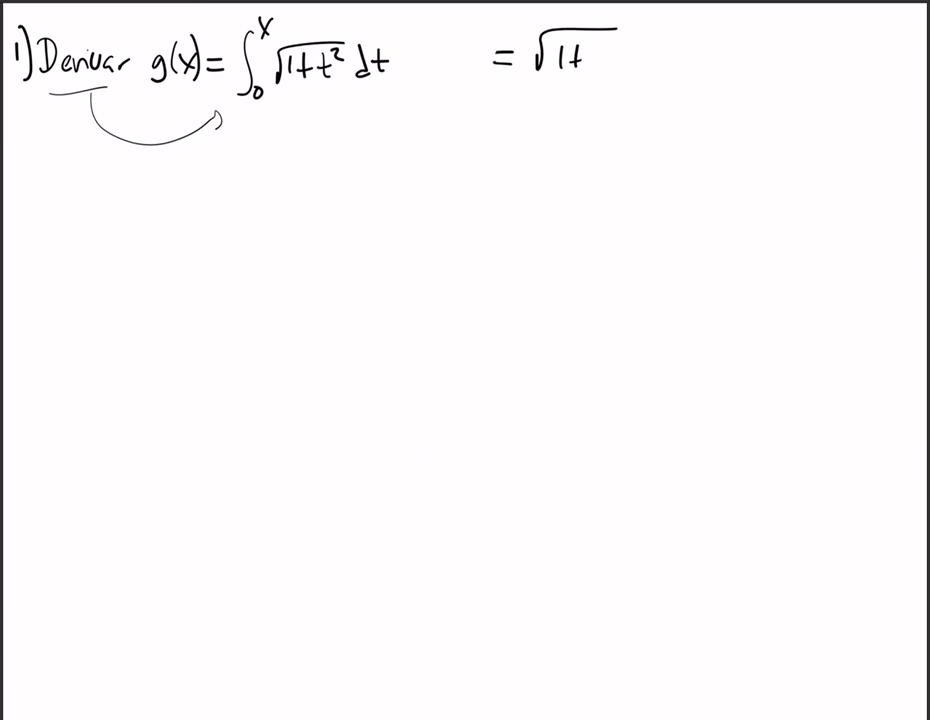 1) Derivar g(x) = ∫₀ˣ √(1+t²) dt = √(1+